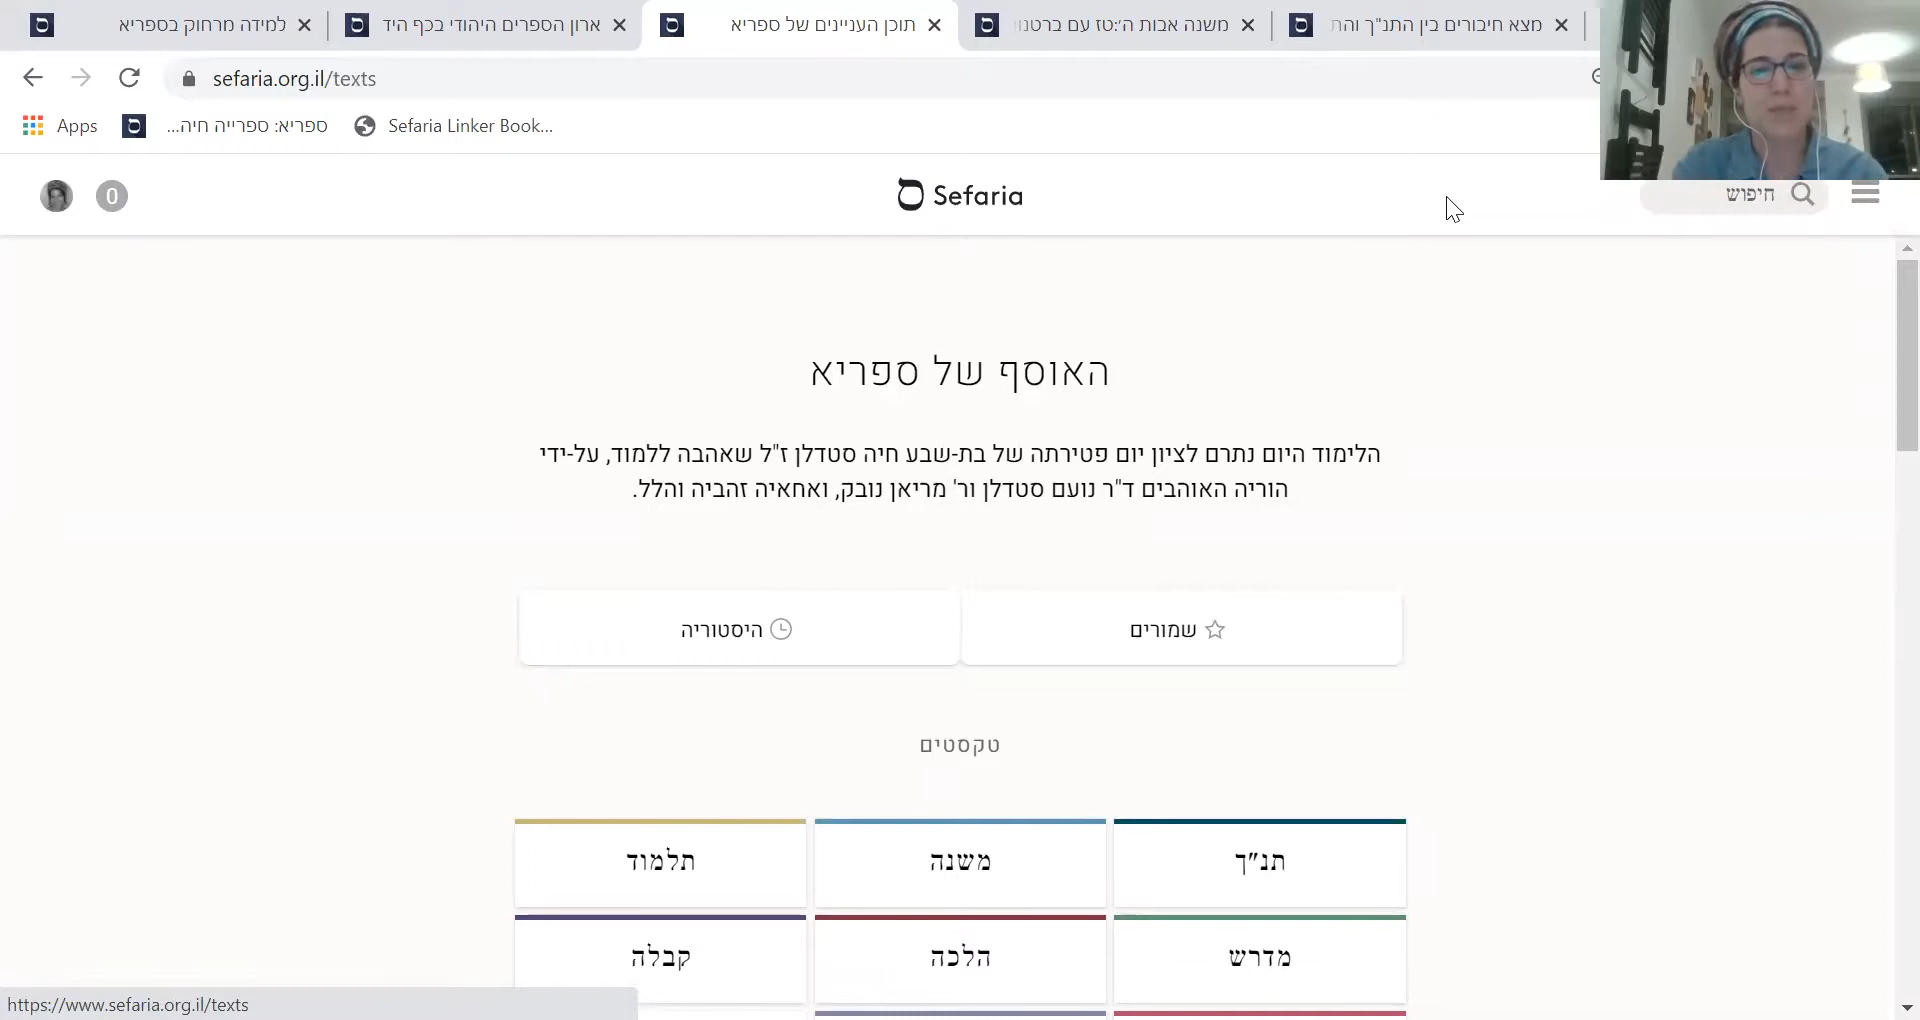 למידה מרחוק בספריא
ארון הספרים היהודי בכף היד
תוכן העניינים של ספריא
משנה אבות ה׳:טז עם ברטנו
מצא חיבורים בין התנ"ך והת
sefaria.org.il/texts
Apps
ספריא: ספרייה חיה...
Sefaria Linker Book...
0
Sefaria
חיפוש
האוסף של ספריא
הלימוד היום נתרם לציון יום פטירתה של בת-שבע חיה סטדלן ז"ל שאהבה ללמוד, על-ידי
הוריה האוהבים ד"ר נועם סטדלן ור' מריאן נובק, ואחאיה זהביה והלל.
שמורים
היסטוריה
טקסטים
תנ"ך
משנה
תלמוד
מדרש
הלכה
קבלה
https://www.sefaria.org.il/texts